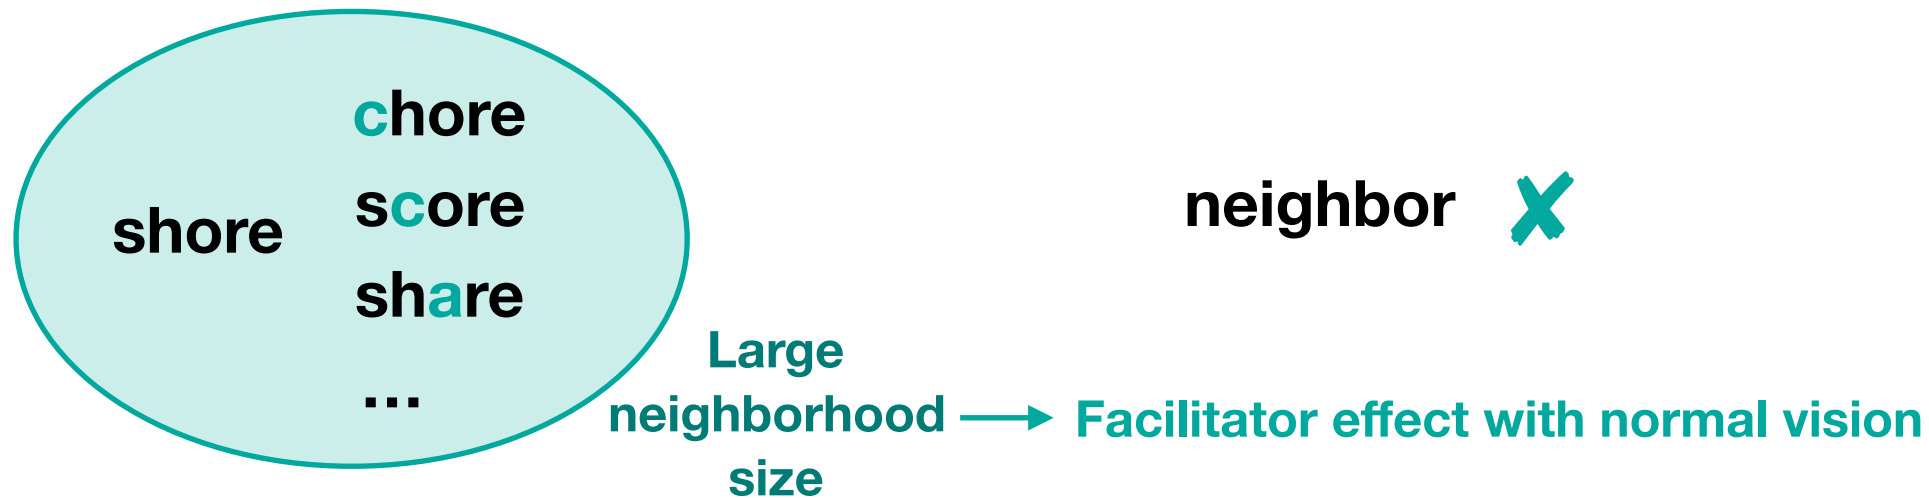 shore
chore
score
share
...
neighbor ✘
Large
neighborhood
size
Facilitator effect with normal vision